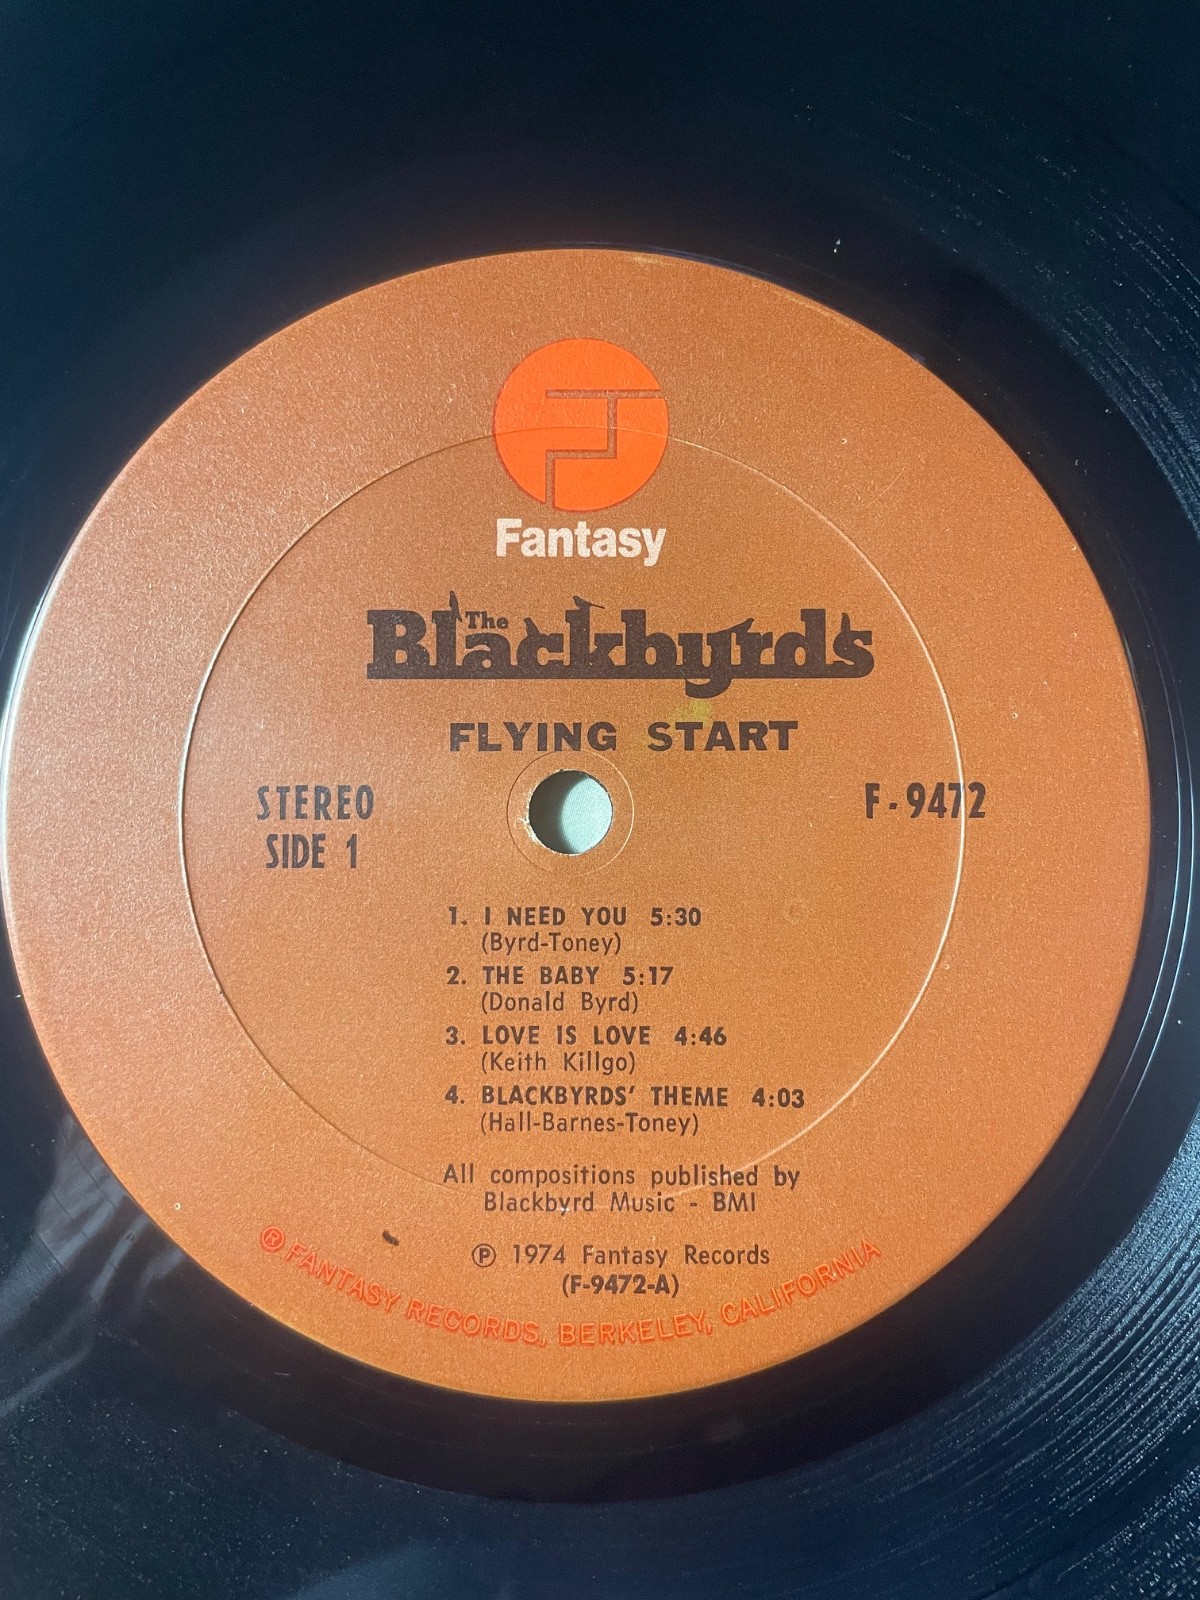 Fantasy
The Blackbyrds
FLYING START
STEREO
SIDE 1
F-9472
1. I NEED YOU 5:30
(Byrd-Toney)
2. THE BABY 5:17
(Donald Byrd)
3. LOVE IS LOVE 4:46
(Keith Killgo)
4. BLACKBYRDS' THEME 4:03
(Hall-Barnes-Toney)
All compositions published by
Blackbyrd Music - BMI
℗ 1974 Fantasy Records
(F-9472-A)
® FANTASY RECORDS, BERKELEY, CALIFORNIA